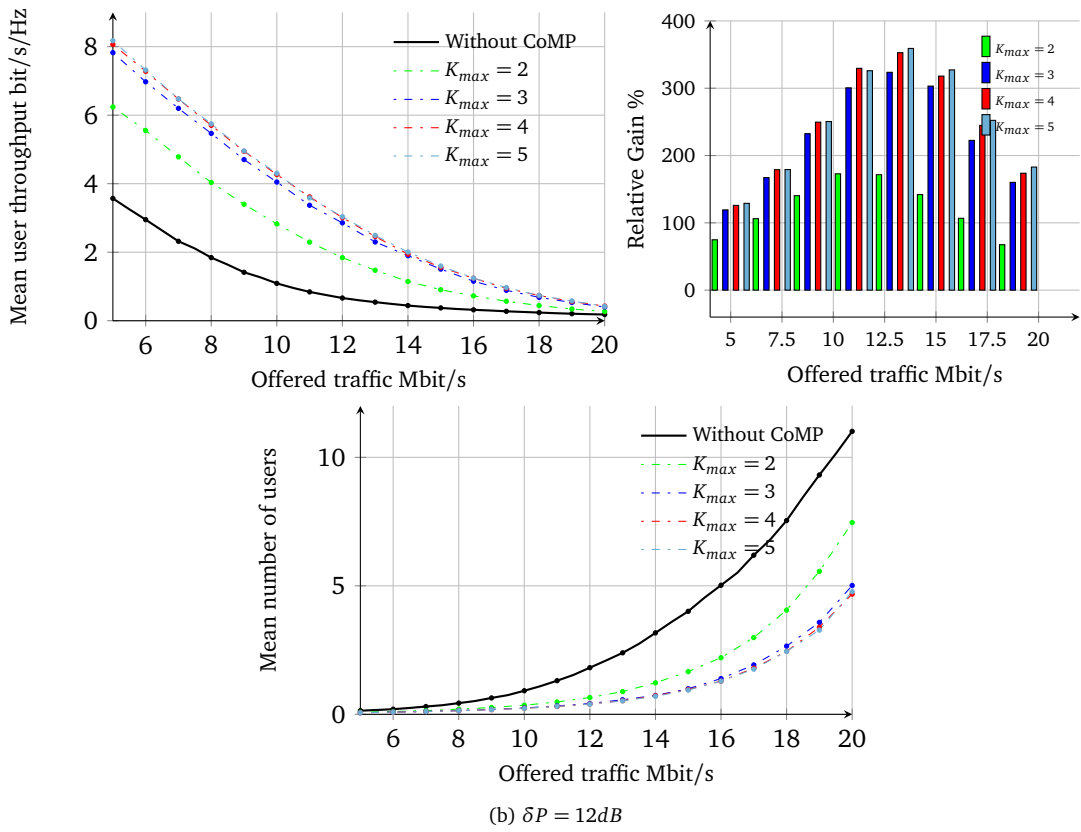 Mean user throughput bit/s/Hz
8
6
4
2
0
6 8 10 12 14 16 18 20
Offered traffic Mbit/s
Without CoMP
K_max = 2
K_max = 3
K_max = 4
K_max = 5
Relative Gain %
400
300
200
100
0
5 7.5 10 12.5 15 17.5 20
Offered traffic Mbit/s
K_max = 2
K_max = 3
K_max = 4
K_max = 5
Mean number of users
10
5
0
6 8 10 12 14 16 18 20
Offered traffic Mbit/s
Without CoMP
K_max = 2
K_max = 3
K_max = 4
K_max = 5
(b) δP = 12dB